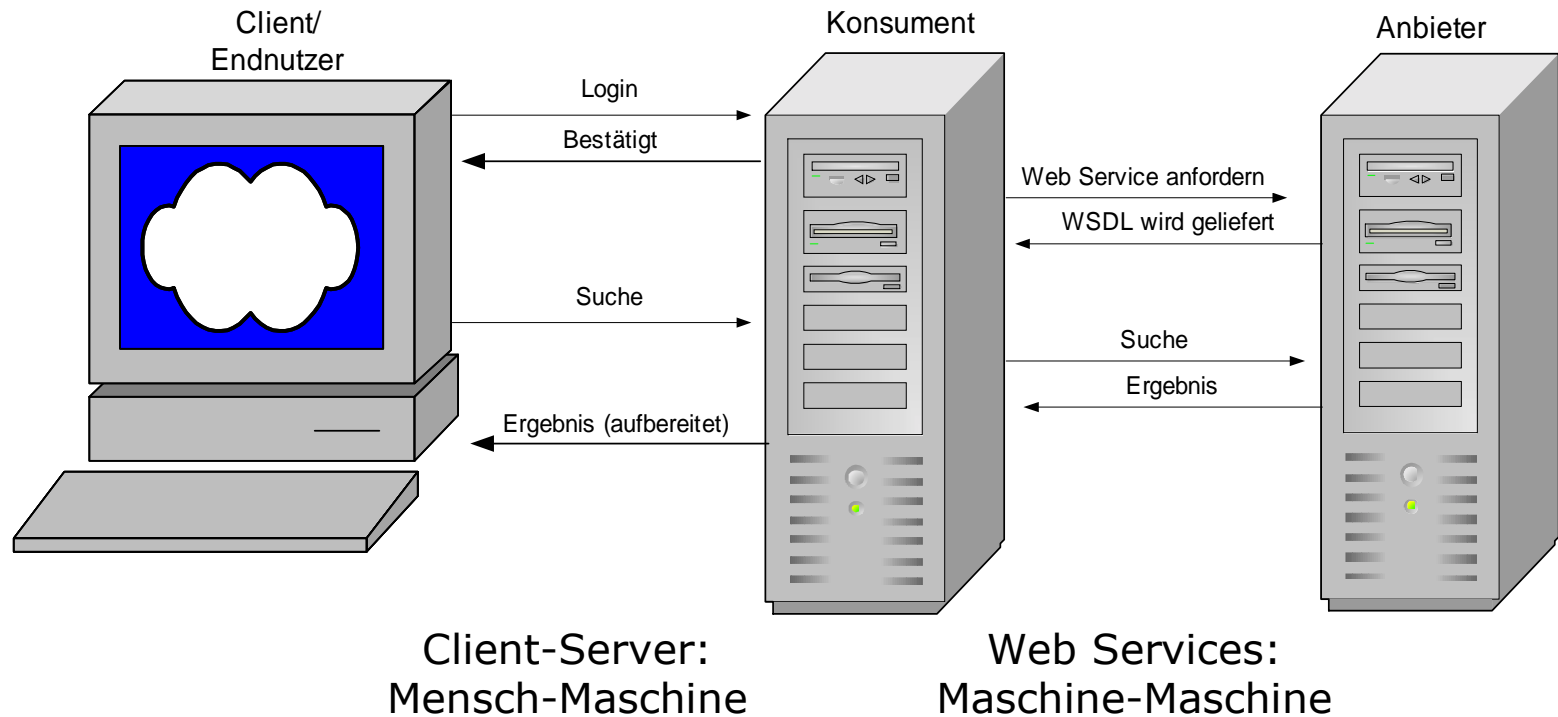 Client/
Endnutzer
Konsument
Anbieter
Login
Bestätigt
Web Service anfordern
WSDL wird geliefert
Suche
Suche
Ergebnis
Ergebnis (aufbereitet)
Client-Server:
Mensch-Maschine
Web Services:
Maschine-Maschine